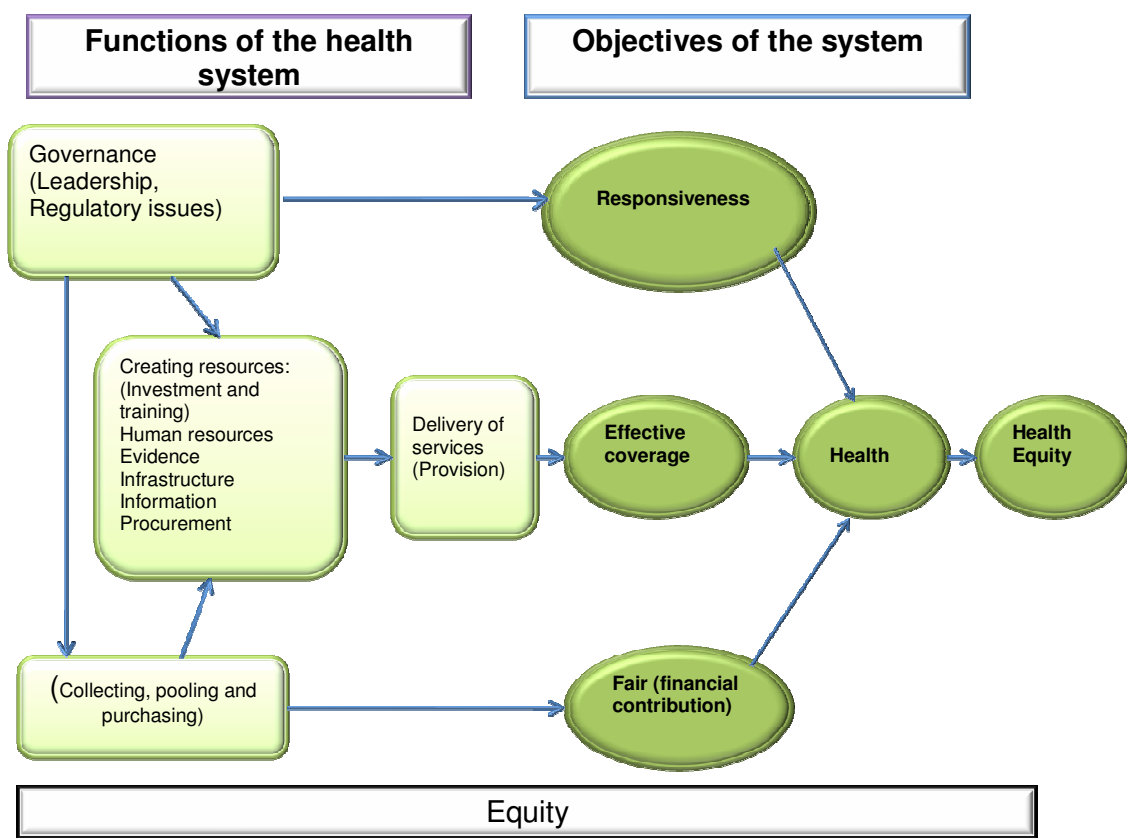 Functions of the health
system
Objectives of the system
Governance
(Leadership,
Regulatory issues)
Responsiveness
Creating resources:
(Investment and
training)
Human resources
Evidence
Infrastructure
Information
Procurement
Delivery of
services
(Provision)
Effective
coverage
Health
Health
Equity
(Collecting, pooling and
purchasing)
Fair (financial
contribution)
Equity